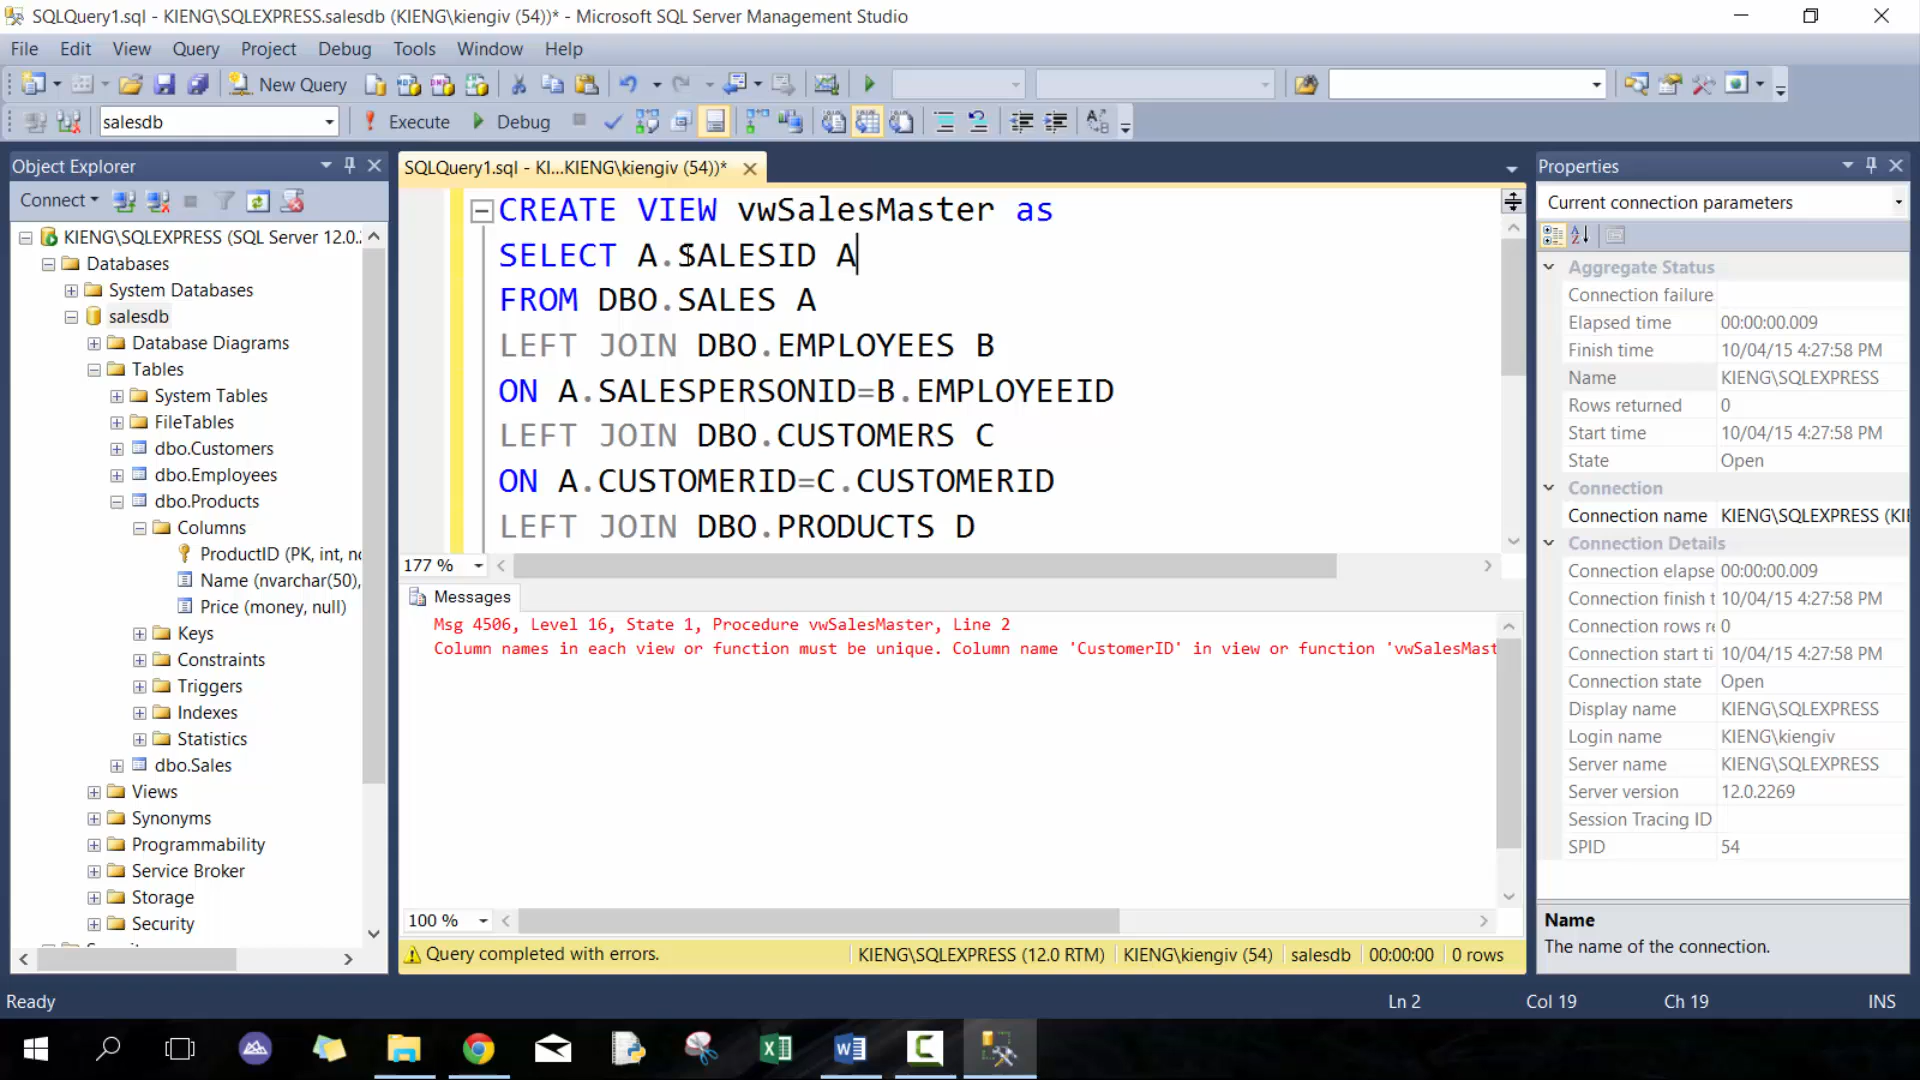 SQLQuery1.sql - KIENG\SQLEXPRESS.salesdb (KIENG\kiengiv (54))* - Microsoft SQL Server Management Studio
File Edit View Query Project Debug Tools Window Help
New Query
salesdb Execute Debug
Object Explorer
Connect
KIENG\SQLEXPRESS (SQL Server 12.0.
Databases
System Databases
salesdb
Database Diagrams
Tables
System Tables
FileTables
dbo.Customers
dbo.Employees
dbo.Products
Columns
ProductID (PK, int, no
Name (nvarchar(50),
Price (money, null)
Keys
Constraints
Triggers
Indexes
Statistics
dbo.Sales
Views
Synonyms
Programmability
Service Broker
Storage
Security
SQLQuery1.sql - KI...KIENG\kiengiv (54))*
CREATE VIEW vwSalesMaster as
SELECT A.SALESID A
FROM DBO.SALES A
LEFT JOIN DBO.EMPLOYEES B
ON A.SALESPERSONID=B.EMPLOYEEID
LEFT JOIN DBO.CUSTOMERS C
ON A.CUSTOMERID=C.CUSTOMERID
LEFT JOIN DBO.PRODUCTS D
177 %
Messages
Msg 4506, Level 16, State 1, Procedure vwSalesMaster, Line 2
Column names in each view or function must be unique. Column name 'CustomerID' in view or function 'vwSalesMast
100 %
Query completed with errors. KIENG\SQLEXPRESS (12.0 RTM) KIENG\kiengiv (54) salesdb 00:00:00 0 rows
Properties
Current connection parameters
Aggregate Status
Connection failure
Elapsed time 00:00:00.009
Finish time 10/04/15 4:27:58 PM
Name KIENG\SQLEXPRESS
Rows returned 0
Start time 10/04/15 4:27:58 PM
State Open
Connection
Connection name KIENG\SQLEXPRESS (KI
Connection Details
Connection elapse 00:00:00.009
Connection finish t 10/04/15 4:27:58 PM
Connection rows re 0
Connection start ti 10/04/15 4:27:58 PM
Connection state Open
Display name KIENG\SQLEXPRESS
Login name KIENG\kiengiv
Server name KIENG\SQLEXPRESS
Server version 12.0.2269
Session Tracing ID
SPID 54
Name
The name of the connection.
Ready Ln 2 Col 19 Ch 19 INS